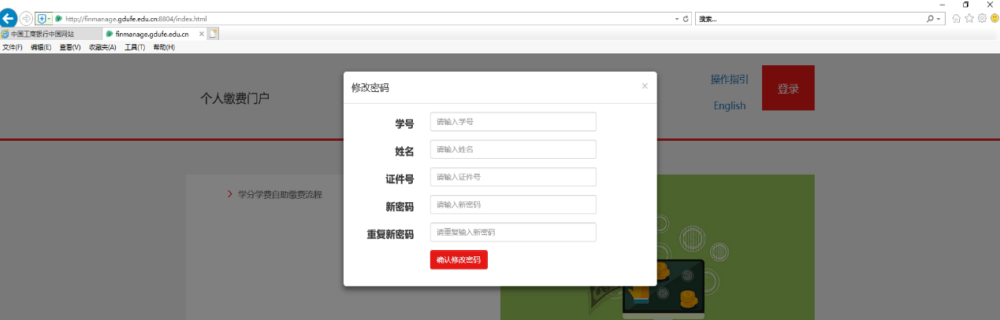 http://finmanage.gdufe.edu.cn:8804/index.html
搜索...
中国工商银行中国网站
finmanage.gdufe.edu.cn
文件(F) 编辑(E) 查看(V) 收藏夹(A) 工具(T) 帮助(H)
个人缴费门户
操作指引
English
登录
修改密码
学号 请输入学号
姓名 请输入姓名
证件号 请输入证件号
新密码 请输入新密码
重复新密码 请重复输入新密码
确认修改密码
学分学费自助缴费流程